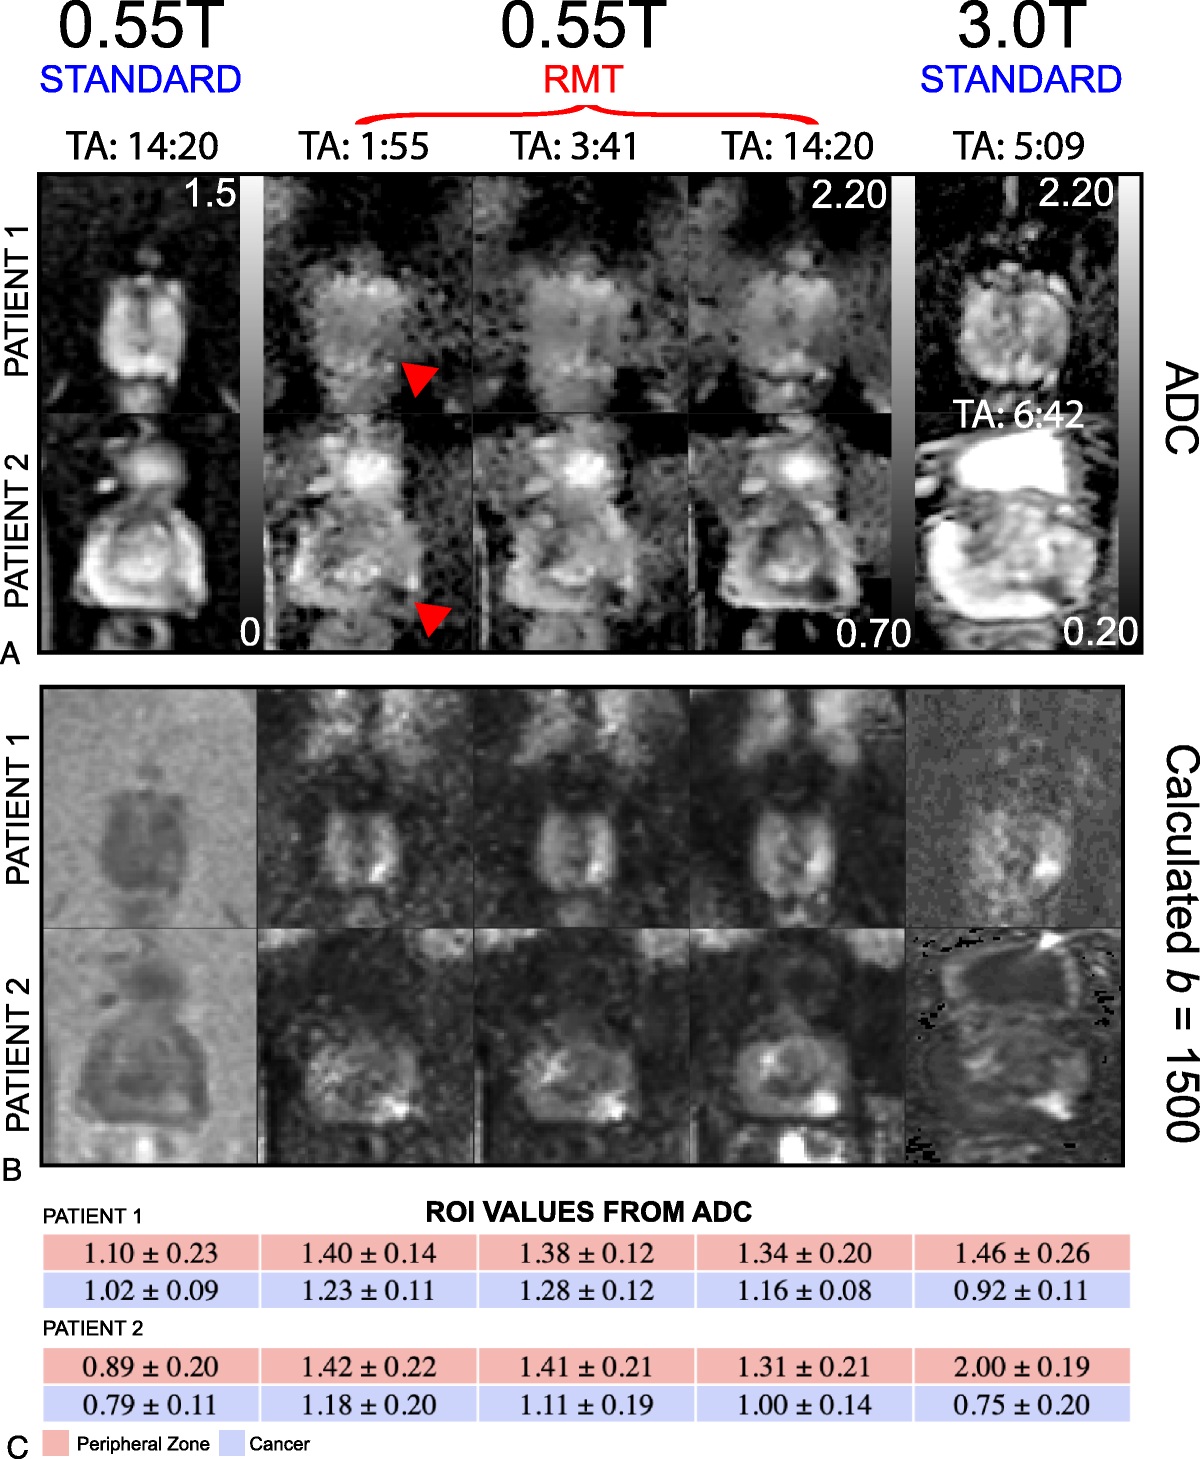 0.55T 0.55T 3.0T
STANDARD RMT STANDARD
TA: 14:20 TA: 1:55 TA: 3:41 TA: 14:20 TA: 5:09
1.5 2.20 2.20
PATIENT 1
TA: 6:42
PATIENT 2
ADC
0 0.70 0.20
A
PATIENT 1
PATIENT 2
Calculated b = 1500
B
ROI VALUES FROM ADC
PATIENT 1
1.10 ± 0.23 1.40 ± 0.14 1.38 ± 0.12 1.34 ± 0.20 1.46 ± 0.26
1.02 ± 0.09 1.23 ± 0.11 1.28 ± 0.12 1.16 ± 0.08 0.92 ± 0.11
PATIENT 2
0.89 ± 0.20 1.42 ± 0.22 1.41 ± 0.21 1.31 ± 0.21 2.00 ± 0.19
0.79 ± 0.11 1.18 ± 0.20 1.11 ± 0.19 1.00 ± 0.14 0.75 ± 0.20
C Peripheral Zone Cancer